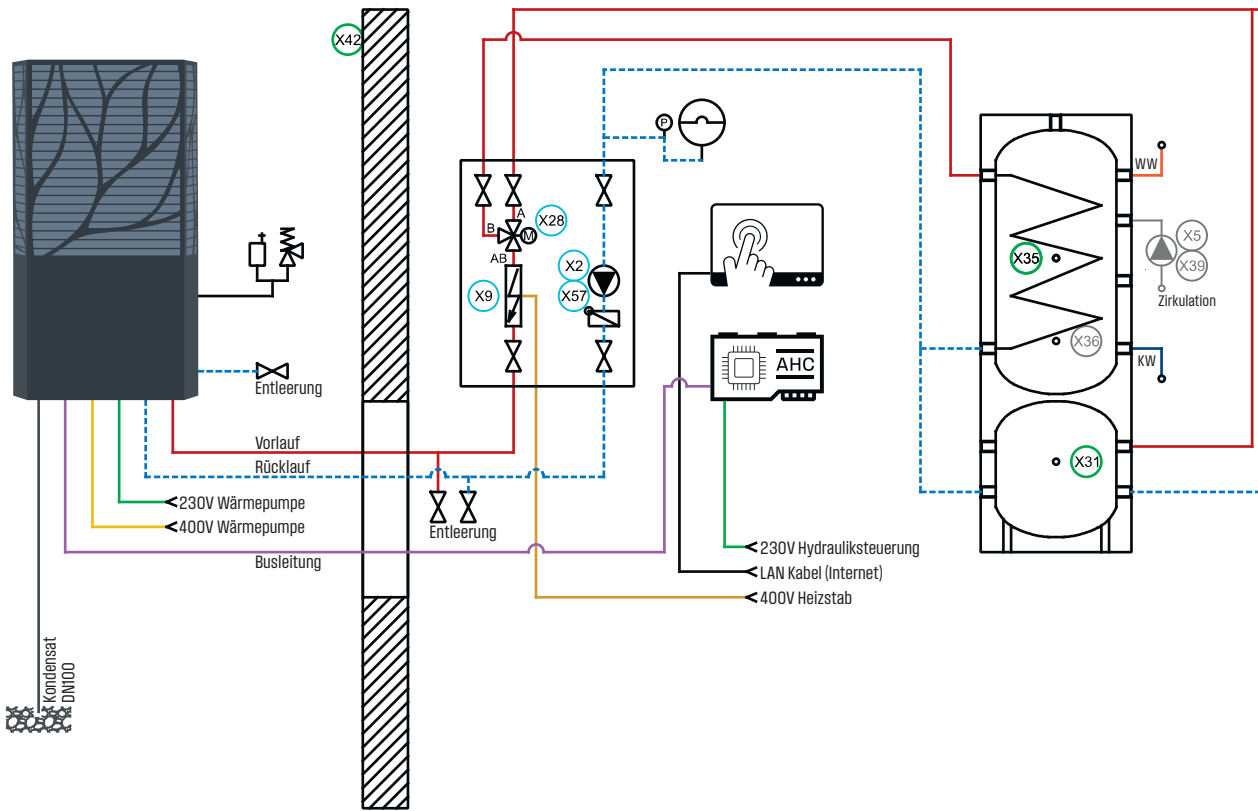 X42
P
A
B
X28
M
AB
X2
X57
X9
AHC
WW
X5
X39
Zirkulation
X35
X36
KW
X31
Entleerung
Vorlauf
Rücklauf
230V Wärmepumpe
400V Wärmepumpe
Busleitung
Entleerung
230V Hydrauliksteuerung
LAN Kabel (Internet)
400V Heizstab
Kondensat
DN100